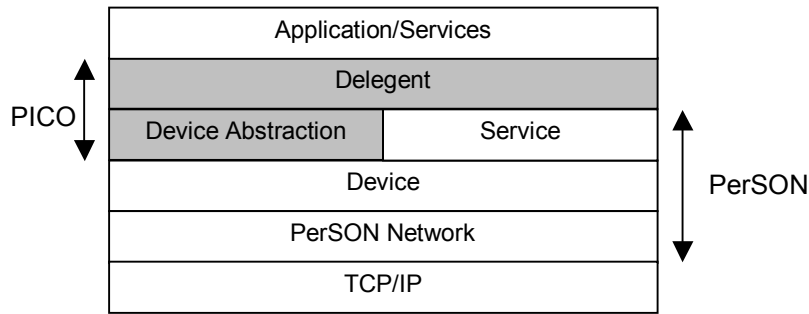 Application/Services
Delegent
PICO
Device Abstraction
Service
Device
PerSON
PerSON Network
TCP/IP